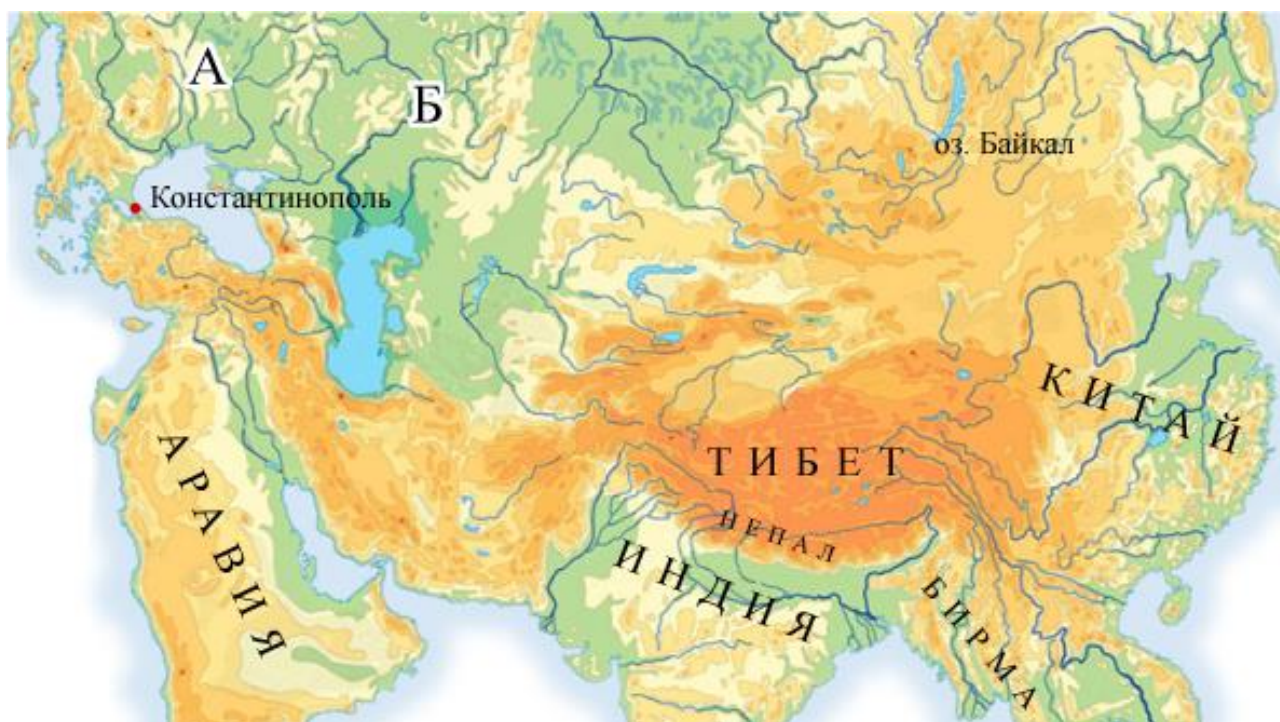 А
Б
оз. Байкал
Константинополь
КИТАЙ
ТИБЕТ
АРАВИЯ
НЕПАЛ
ИНДИЯ
БИРМА